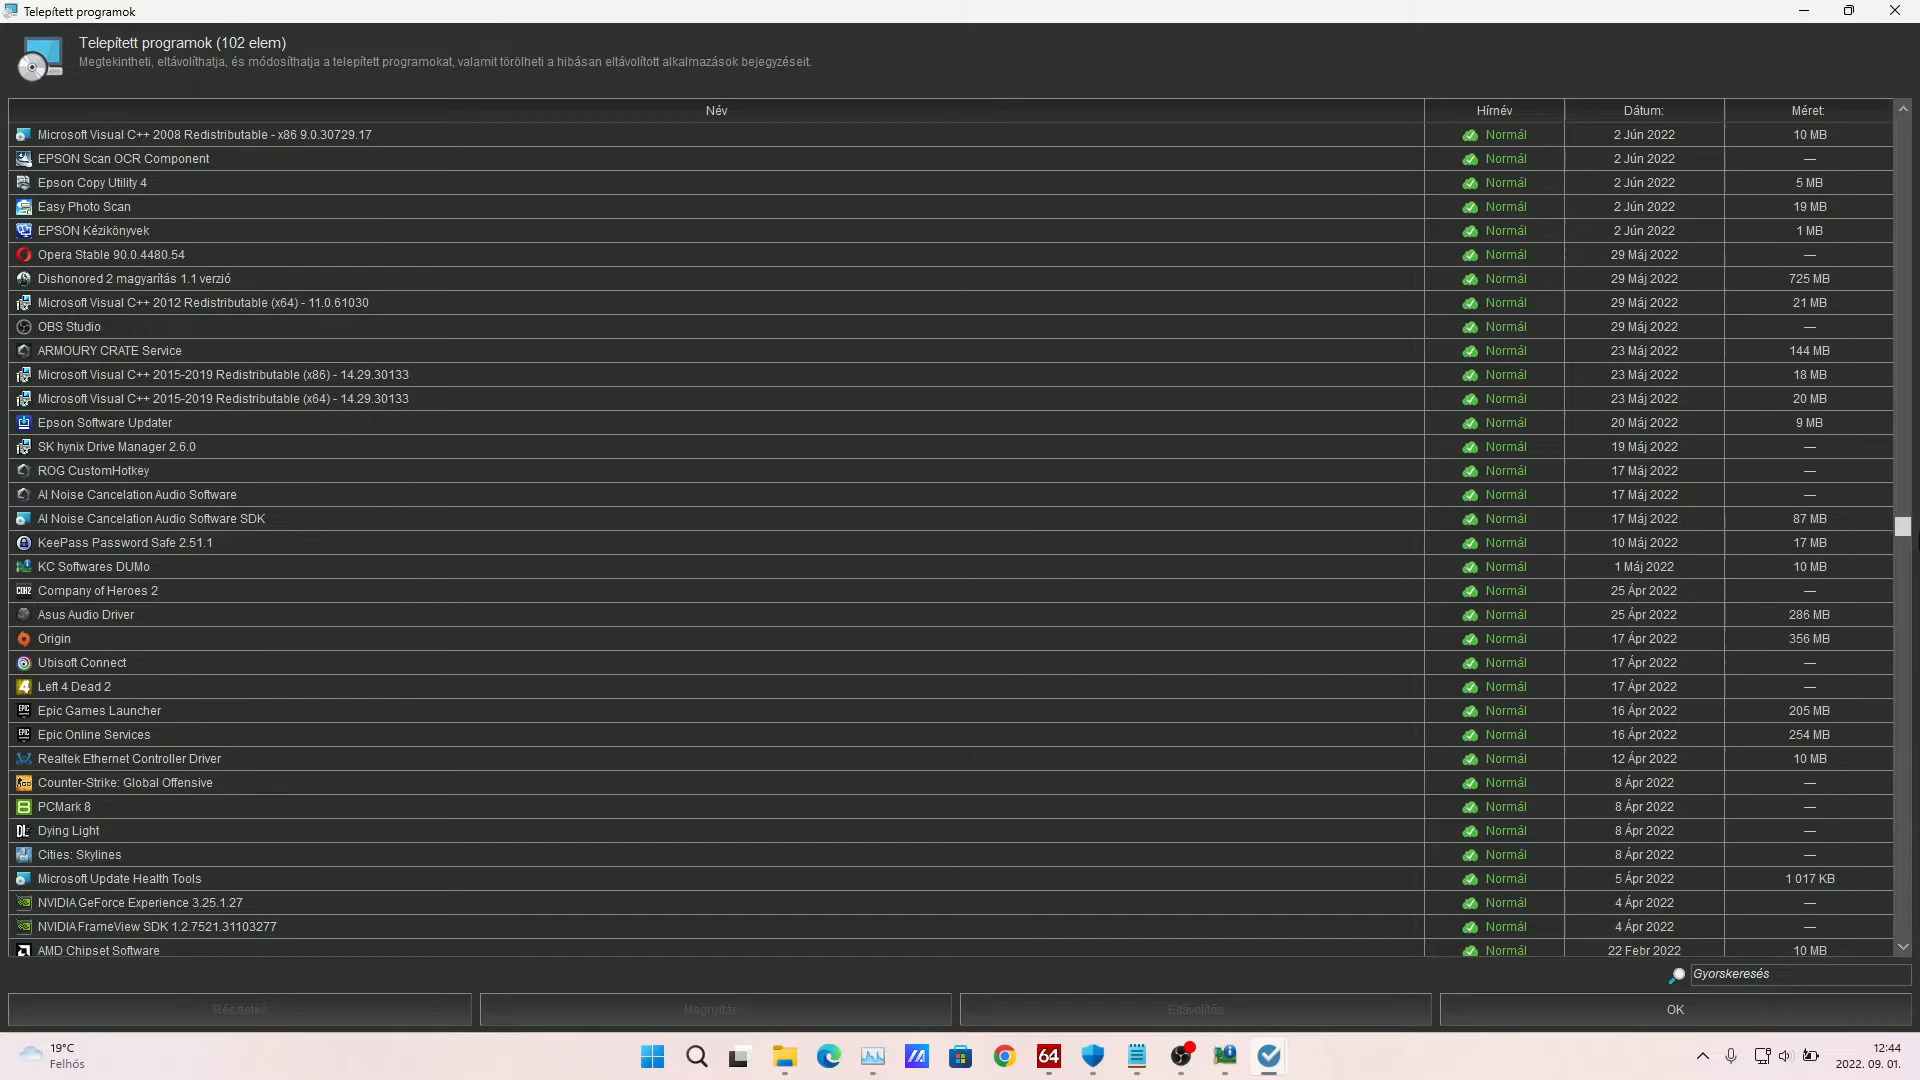 Telepített programok
Telepített programok (102 elem)
Megtekintheti, eltávolíthatja, és módosíthatja a telepített programokat, valamit törölheti a hibásan eltávolított alkalmazások bejegyzéseit.
Név Hírnév Dátum: Méret:
Microsoft Visual C++ 2008 Redistributable - x86 9.0.30729.17 Normál 2 Jún 2022 10 MB
EPSON Scan OCR Component Normál 2 Jún 2022 —
Epson Copy Utility 4 Normál 2 Jún 2022 5 MB
Easy Photo Scan Normál 2 Jún 2022 19 MB
EPSON Kézikönyvek Normál 2 Jún 2022 1 MB
Opera Stable 90.0.4480.54 Normál 29 Máj 2022 —
Dishonored 2 magyarítás 1.1 verzió Normál 29 Máj 2022 725 MB
Microsoft Visual C++ 2012 Redistributable (x64) - 11.0.61030 Normál 29 Máj 2022 21 MB
OBS Studio Normál 29 Máj 2022 —
ARMOURY CRATE Service Normál 23 Máj 2022 144 MB
Microsoft Visual C++ 2015-2019 Redistributable (x86) - 14.29.30133 Normál 23 Máj 2022 18 MB
Microsoft Visual C++ 2015-2019 Redistributable (x64) - 14.29.30133 Normál 23 Máj 2022 20 MB
Epson Software Updater Normál 20 Máj 2022 9 MB
SK hynix Drive Manager 2.6.0 Normál 19 Máj 2022 —
ROG CustomHotkey Normál 17 Máj 2022 —
AI Noise Cancelation Audio Software Normál 17 Máj 2022 —
AI Noise Cancelation Audio Software SDK Normál 17 Máj 2022 87 MB
KeePass Password Safe 2.51.1 Normál 10 Máj 2022 17 MB
KC Softwares DUMo Normál 1 Máj 2022 10 MB
COH2 Company of Heroes 2 Normál 25 Ápr 2022 —
Asus Audio Driver Normál 25 Ápr 2022 286 MB
Origin Normál 17 Ápr 2022 356 MB
Ubisoft Connect Normál 17 Ápr 2022 —
Left 4 Dead 2 Normál 17 Ápr 2022 —
EPIC Epic Games Launcher Normál 16 Ápr 2022 205 MB
EPIC Epic Online Services Normál 16 Ápr 2022 254 MB
Realtek Ethernet Controller Driver Normál 12 Ápr 2022 10 MB
Counter-Strike: Global Offensive Normál 8 Ápr 2022 —
PCMark 8 Normál 8 Ápr 2022 —
DL Dying Light Normál 8 Ápr 2022 —
Cities: Skylines Normál 8 Ápr 2022 —
Microsoft Update Health Tools Normál 5 Ápr 2022 1 017 KB
NVIDIA GeForce Experience 3.25.1.27 Normál 4 Ápr 2022 —
NVIDIA FrameView SDK 1.2.7521.31103277 Normál 4 Ápr 2022 —
AMD Chipset Software Normál 22 Febr 2022 10 MB
Gyorskeresés
Részletek Megnyitás Eltávolítás OK
19°C
Felhős
64
12:44
2022. 09. 01.